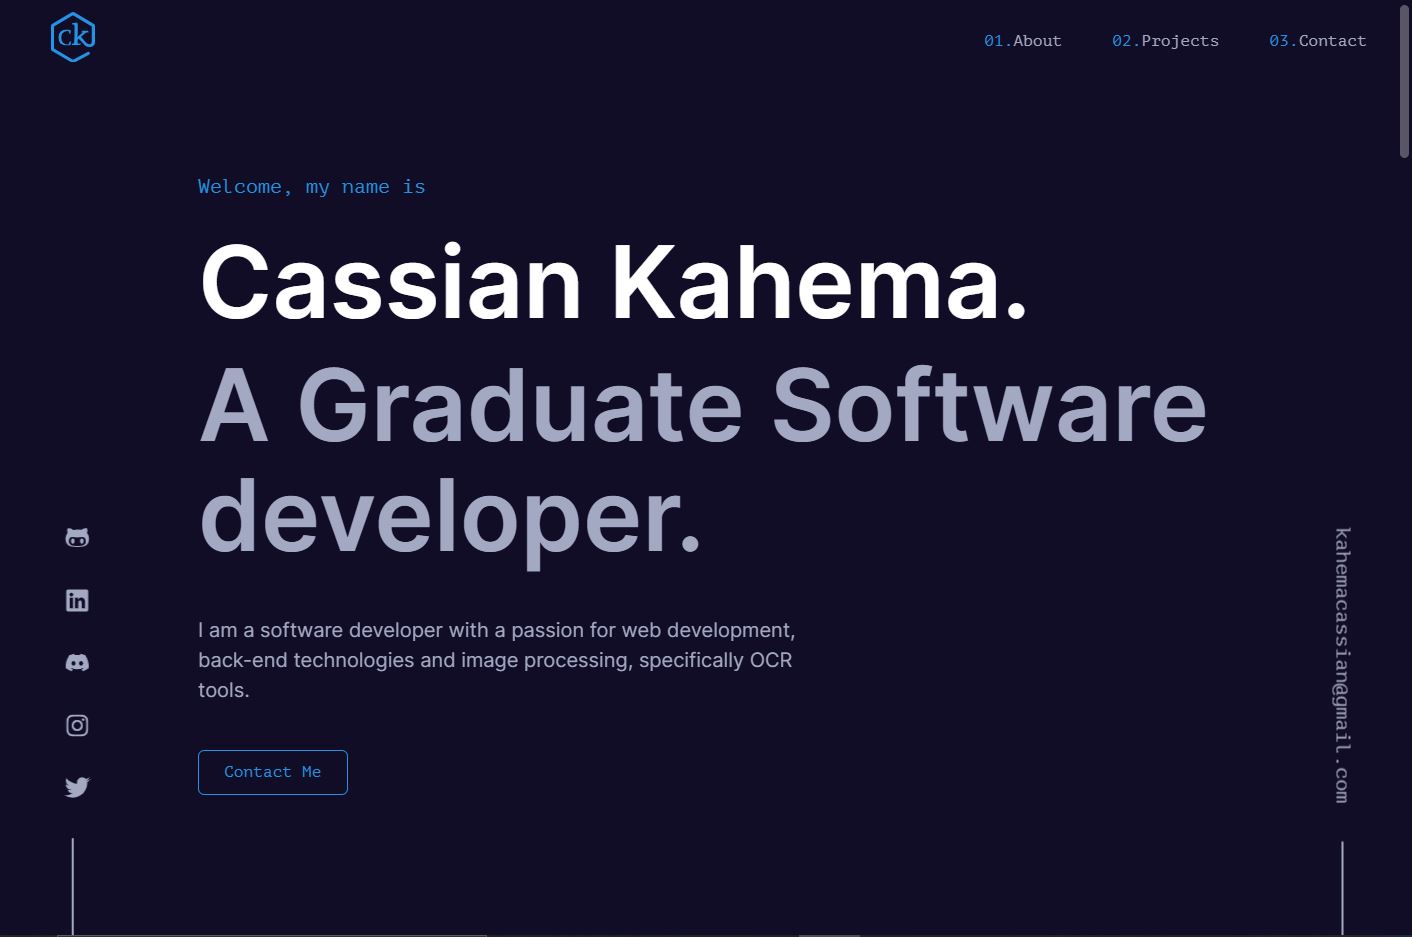 ck
01.About 02.Projects 03.Contact
Welcome, my name is
Cassian Kahema.
A Graduate Software
developer.
I am a software developer with a passion for web development,
back-end technologies and image processing, specifically OCR
tools.
Contact Me
in
kahemacassian@gmail.com